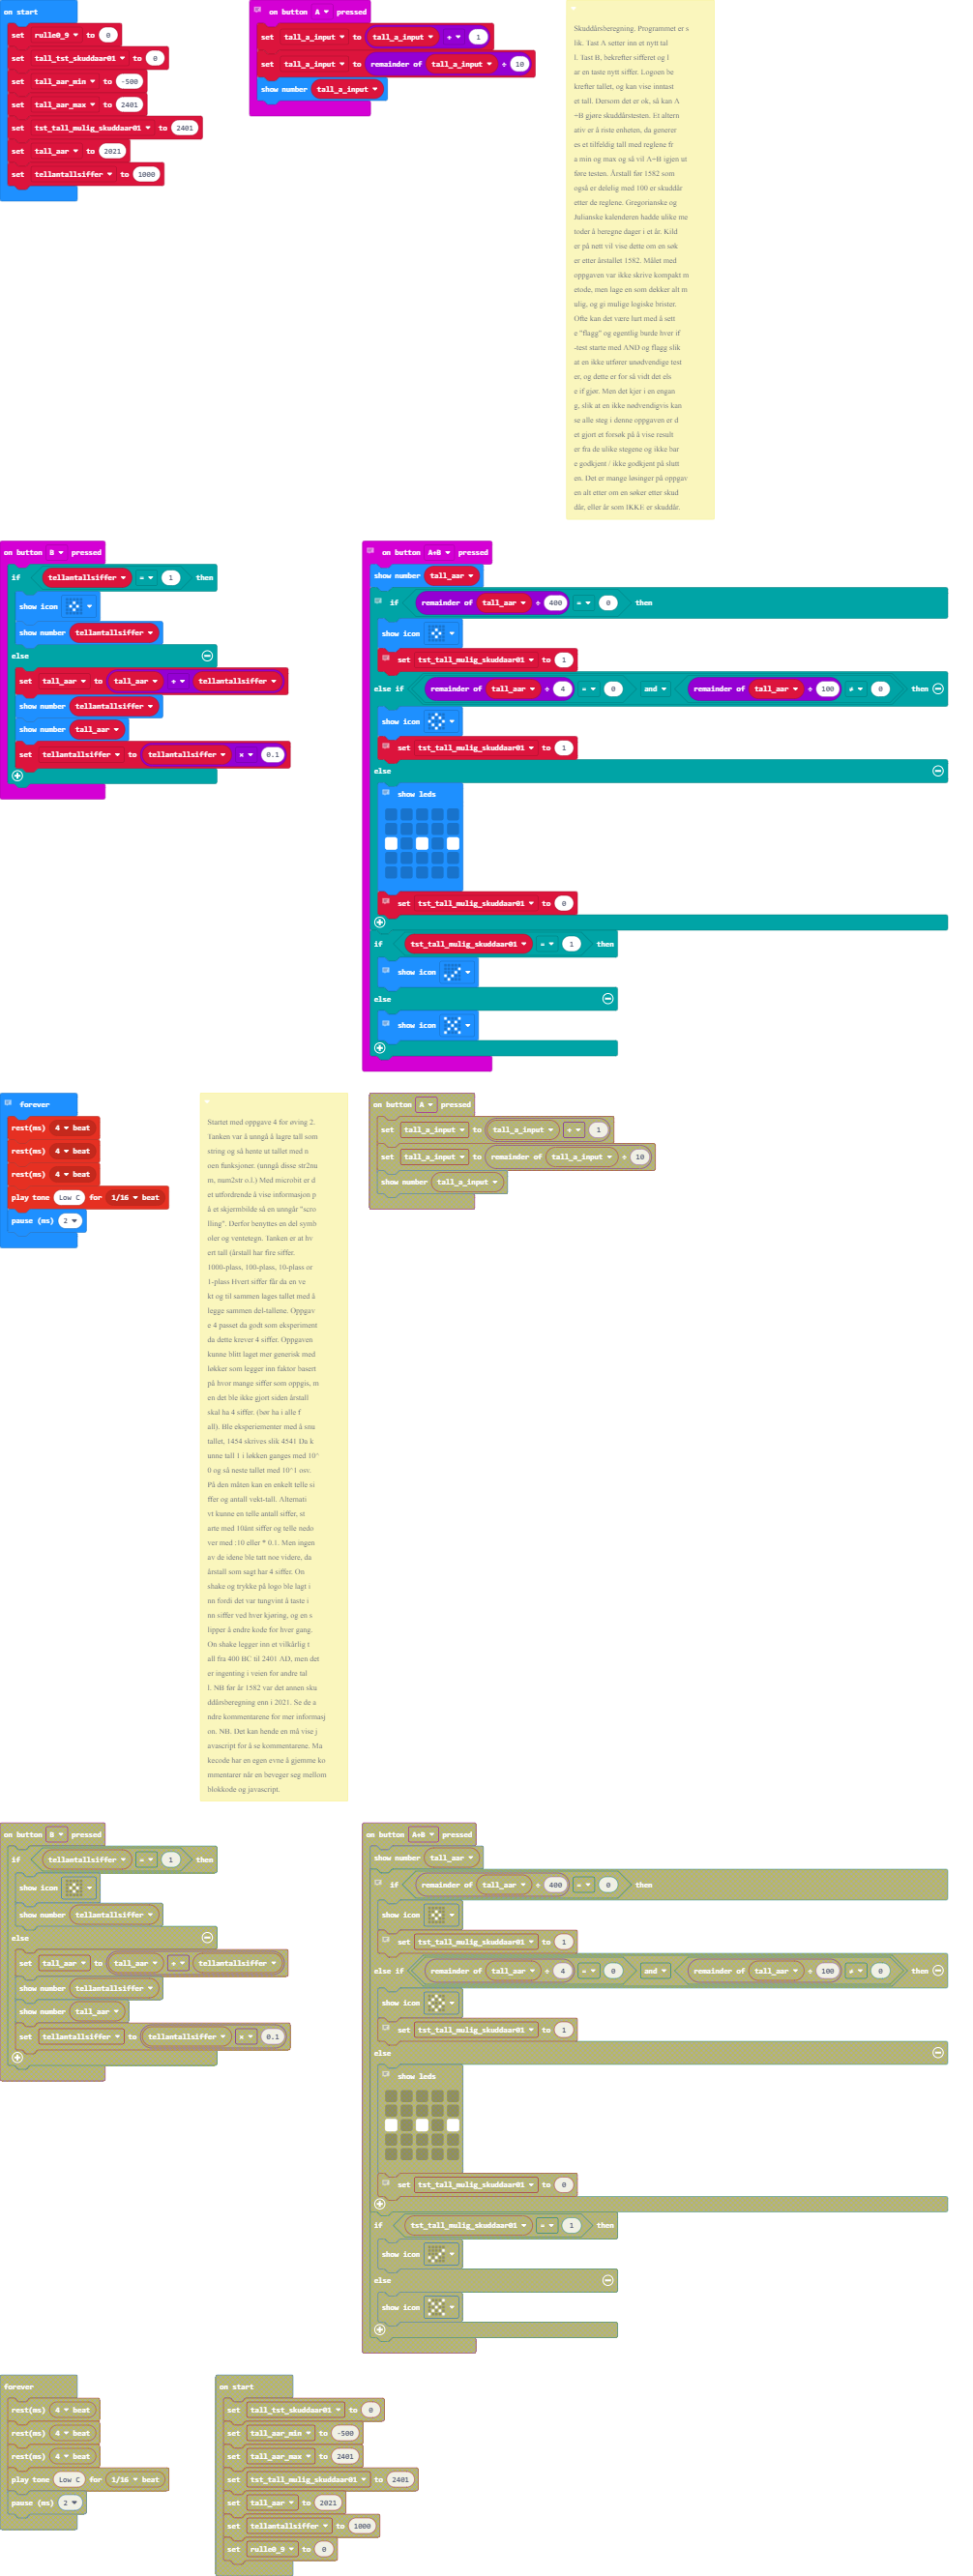 on start
set rulle0_9 to 0
set tall_tst_skuddaar01 to 0
set tall_aar_min to -500
set tall_aar_max to 2401
set tst_tall_mulig_skuddaar01 to 2401
set tall_aar to 2021
set tellantallsiffer to 1000
on button A pressed
set tall_a_input to tall_a_input + 1
set tall_a_input to remainder of tall_a_input ÷ 10
show number tall_a_input
Skuddårsberegning. Programmet er s
lik. Tast A setter inn et nytt tal
l. Tast B, bekrefter sifferet og l
ar en taste nytt siffer. Logoen be
krefter tallet, og kan vise inntast
et tall. Dersom det er ok, så kan A
+B gjøre skuddårstesten. Et altern
ativ er å riste enheten, da generer
es et tilfeldig tall med reglene fr
a min og max og så vil A+B igjen ut
føre testen. Årstall før 1582 som
også er delelig med 100 er skuddår
etter de reglene. Gregorianske og
Julianske kalenderen hadde ulike me
toder å beregne dager i et år. Kild
er på nett vil vise dette om en søk
er etter årstallet 1582. Målet med
oppgaven var ikke skrive kompakt m
etode, men lage en som dekker alt m
ulig, og gi mulige logiske brister.
Ofte kan det være lurt med å sett
e "flagg" og egentlig burde hver if
-test starte med AND og flagg slik
at en ikke utfører unødvendige test
er, og dette er for så vidt det els
e if gjør. Men det kjer i en engan
g, slik at en ikke nødvendigvis kan
se alle steg i denne oppgaven er d
et gjort et forsøk på å vise result
er fra de ulike stegene og ikke bar
e godkjent / ikke godkjent på slutt
en. Det er mange løsinger på oppgav
en alt etter om en søker etter skud
dår, eller år som IKKE er skuddår.
on button B pressed
if tellantallsiffer = 1 then
show icon
show number tellantallsiffer
else
set tall_aar to tall_aar + tellantallsiffer
show number tellantallsiffer
show number tall_aar
set tellantallsiffer to tellantallsiffer × 0.1
on button A+B pressed
show number tall_aar
if remainder of tall_aar ÷ 400 = 0 then
show icon
set tst_tall_mulig_skuddaar01 to 1
else if remainder of tall_aar ÷ 4 = 0 and remainder of tall_aar ÷ 100 ≠ 0 then
show icon
set tst_tall_mulig_skuddaar01 to 1
else
show leds
set tst_tall_mulig_skuddaar01 to 0
if tst_tall_mulig_skuddaar01 = 1 then
show icon
else
show icon
forever
rest(ms) 4 beat
rest(ms) 4 beat
rest(ms) 4 beat
play tone Low C for 1/16 beat
pause (ms) 2
Startet med oppgave 4 for øving 2.
Tanken var å unngå å lagre tall som
string og så hente ut tallet med n
oen funksjoner. (unngå disse str2nu
m, num2str o.l.) Med microbit er d
et utfordrende å vise informasjon p
å et skjermbilde så en unngår "scro
lling". Derfor benyttes en del symb
oler og ventetegn. Tanken er at hv
ert tall (årstall har fire siffer.
1000-plass, 100-plass, 10-plass or
1-plass Hvert siffer får da en ve
kt og til sammen lages tallet med å
legge sammen del-tallene. Oppgav
e 4 passet da godt som eksperiment
da dette krever 4 siffer. Oppgaven
kunne blitt laget mer generisk med
løkker som legger inn faktor basert
på hvor mange siffer som oppgis, m
en det ble ikke gjort siden årstall
skal ha 4 siffer. (bør ha i alle f
all). Ble eksperiementer med å snu
tallet, 1454 skrives slik 4541 Da k
unne tall 1 i løkken ganges med 10^
0 og så neste tallet med 10^1 osv.
På den måten kan en enkelt telle si
ffer og antall vekt-tall. Alternati
vt kunne en telle antall siffer, st
arte med 10ånt siffer og telle nedo
ver med :10 eller * 0.1. Men ingen
av de idene ble tatt noe videre, da
årstall som sagt har 4 siffer. On
shake og trykke på logo ble lagt i
nn fordi det var tungvint å taste i
nn siffer ved hver kjøring, og en s
lipper å endre kode for hver gang.
On shake legger inn et vilkårlig t
all fra 400 BC til 2401 AD, men det
er ingenting i veien for andre tal
l. NB før år 1582 var det annen sku
ddårsberegning enn i 2021. Se de a
ndre kommentarene for mer informasj
on. NB. Det kan hende en må vise j
avascript for å se kommentarene. Ma
kecode har en egen evne å gjemme ko
mmentarer når en beveger seg mellom
blokkode og javascript.
on button A pressed
set tall_a_input to tall_a_input + 1
set tall_a_input to remainder of tall_a_input ÷ 10
show number tall_a_input
on button B pressed
if tellantallsiffer = 1 then
show icon
show number tellantallsiffer
else
set tall_aar to tall_aar + tellantallsiffer
show number tellantallsiffer
show number tall_aar
set tellantallsiffer to tellantallsiffer × 0.1
on button A+B pressed
show number tall_aar
if remainder of tall_aar ÷ 400 = 0 then
show icon
set tst_tall_mulig_skuddaar01 to 1
else if remainder of tall_aar ÷ 4 = 0 and remainder of tall_aar ÷ 100 ≠ 0 then
show icon
set tst_tall_mulig_skuddaar01 to 1
else
show leds
set tst_tall_mulig_skuddaar01 to 0
if tst_tall_mulig_skuddaar01 = 1 then
show icon
else
show icon
forever
rest(ms) 4 beat
rest(ms) 4 beat
rest(ms) 4 beat
play tone Low C for 1/16 beat
pause (ms) 2
on start
set tall_tst_skuddaar01 to 0
set tall_aar_min to -500
set tall_aar_max to 2401
set tst_tall_mulig_skuddaar01 to 2401
set tall_aar to 2021
set tellantallsiffer to 1000
set rulle0_9 to 0